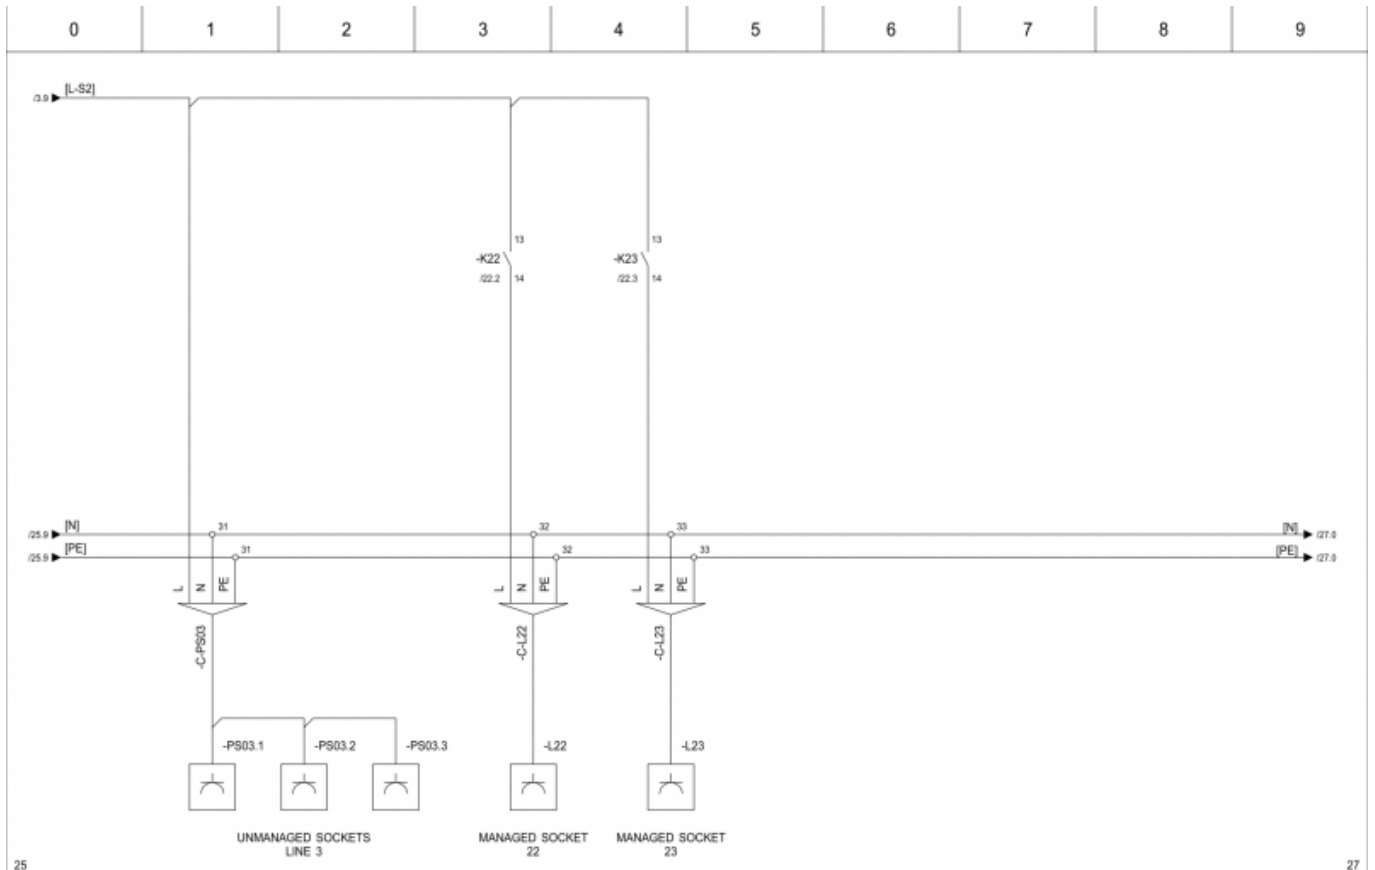 0 1 2 3 4 5 6 7 8 9
[L-S2]
/3.9
13 13
-K22 -K23
/22.2 14 /22.3 14
[N] 31 32 33 [N]
/25.9 /27.0
[PE] 31 32 33 [PE]
/25.9 /27.0
L N PE L N PE L N PE
-C-PS03 -C-L22 -C-L23
-PS03.1 -PS03.2 -PS03.3 -L22 -L23
UNMANAGED SOCKETS MANAGED SOCKET MANAGED SOCKET
LINE 3 22 23
25 27